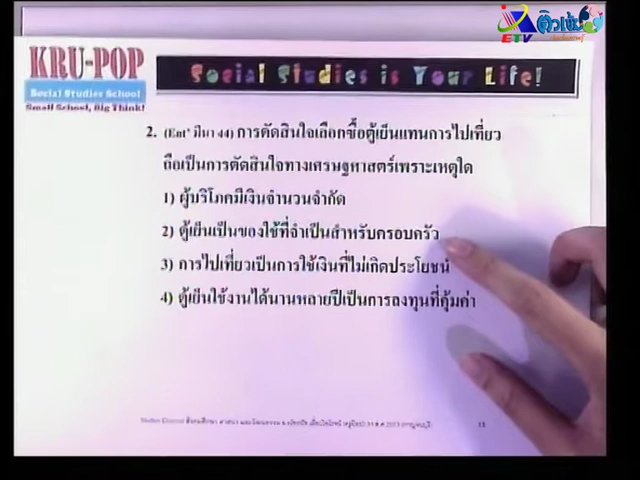 ETV
ติวเข้ม
KRU-POP
Social Studies School
Small School, Big Think!
Social Studies is Your Life!
2. (Ent' มีนา 44) การตัดสินใจเลือกซื้อตู้เย็นแทนการไปเที่ยว
ถือเป็นการตัดสินใจทางเศรษฐศาสตร์เพราะเหตุใด
1) ผู้บริโภคมีเงินจำนวนจำกัด
2) ตู้เย็นเป็นของใช้ที่จำเป็นสำหรับครอบครัว
3) การไปเที่ยวเป็นการใช้เงินที่ไม่เกิดประโยชน์
4) ตู้เย็นใช้งานได้นานหลายปีเป็นการลงทุนที่คุ้มค่า